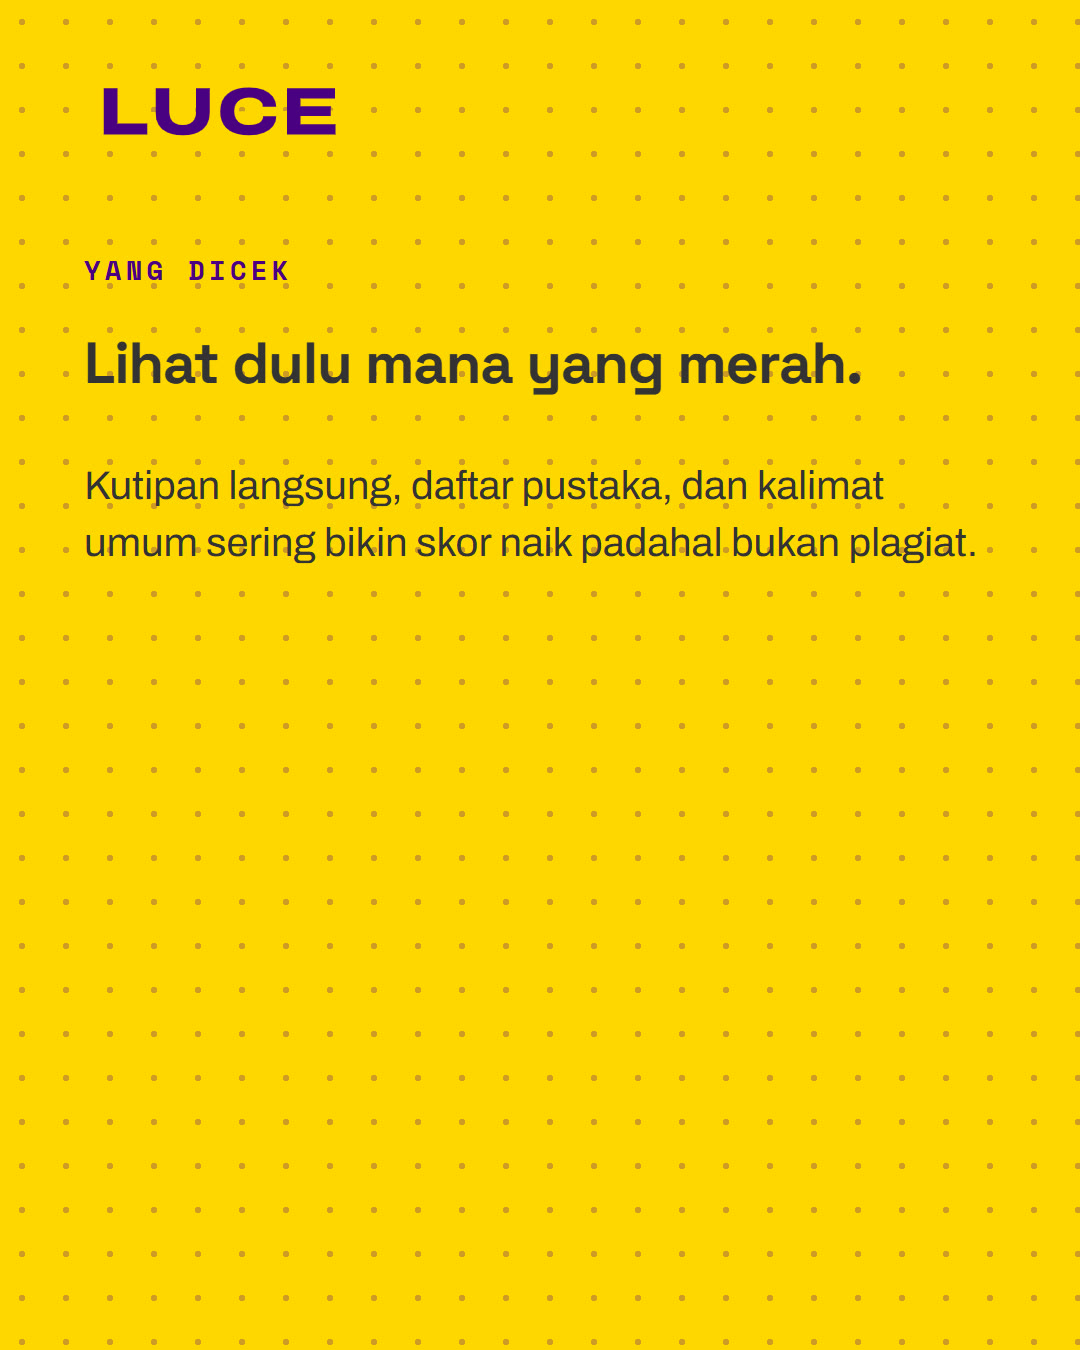 LUCE
YANG DICEK
Lihat dulu mana yang merah.
Kutipan langsung, daftar pustaka, dan kalimat
umum sering bikin skor naik padahal bukan plagiat.